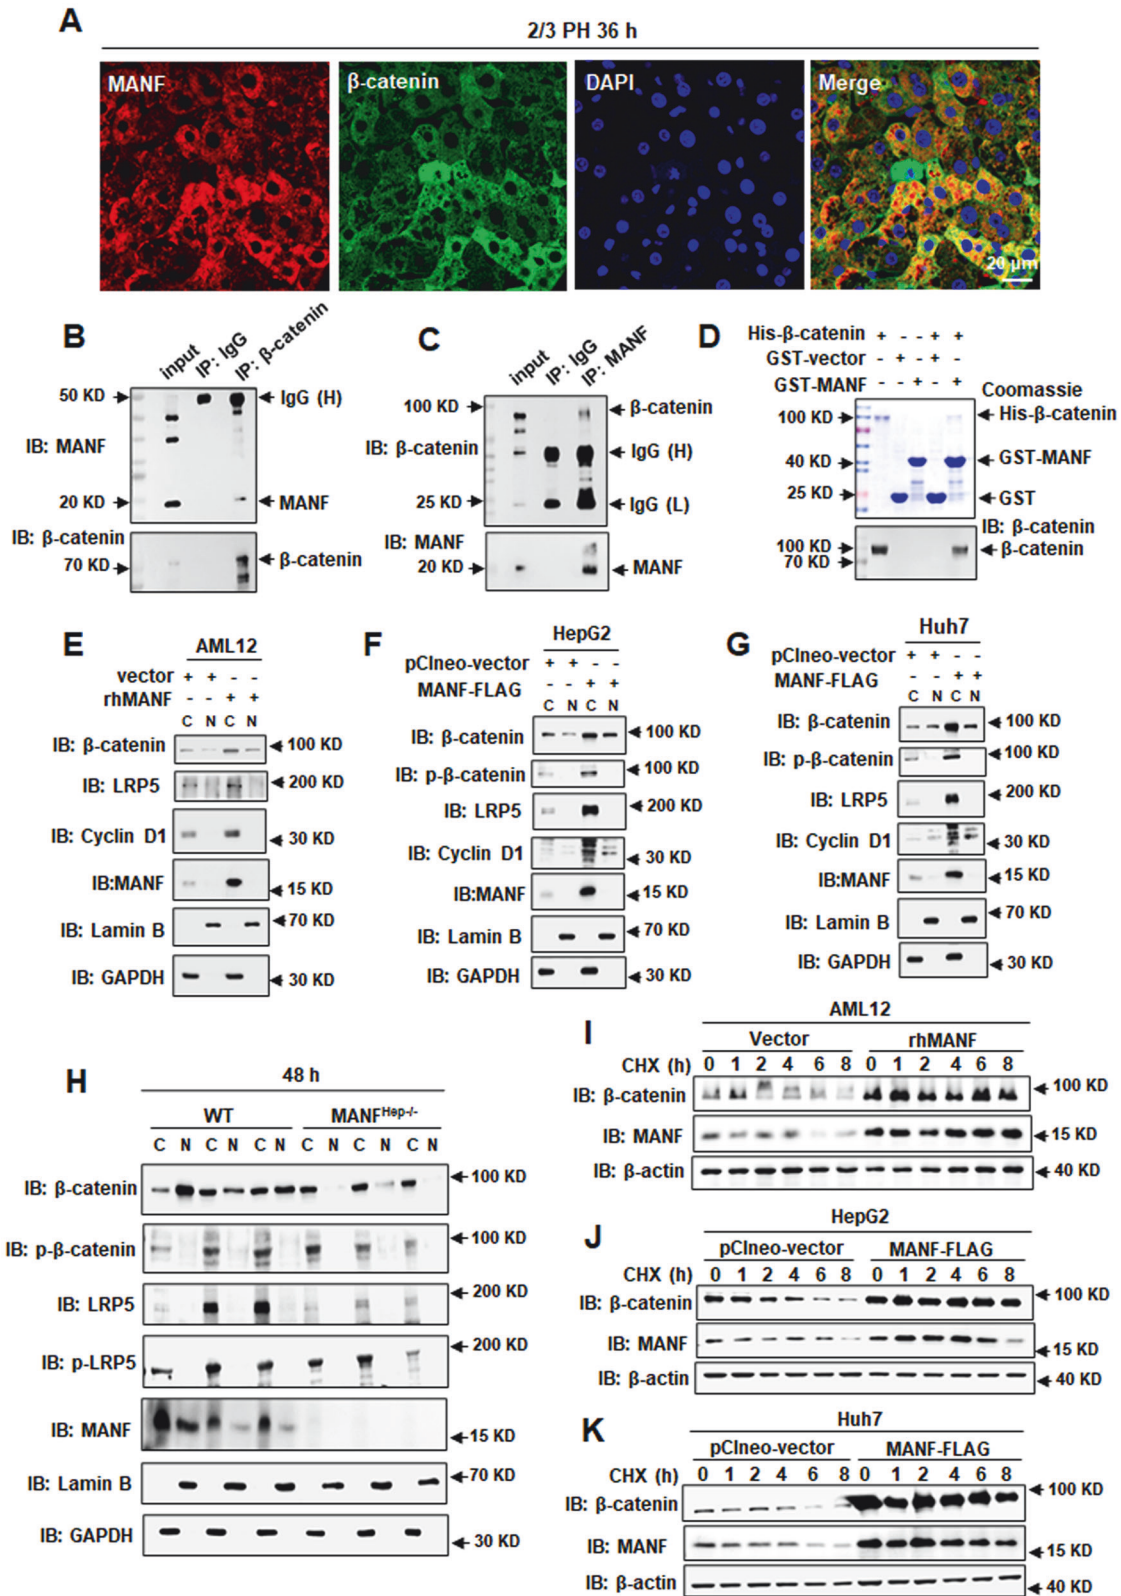 A
2/3 PH 36 h
MANF
β-catenin
DAPI
Merge
20 μm
B
input
IP: IgG
IP: β-catenin
50 KD
IgG (H)
IB: MANF
20 KD
MANF
IB: β-catenin
70 KD
β-catenin
C
input
IP: IgG
IP: MANF
100 KD
β-catenin
IB: β-catenin
IgG (H)
25 KD
IgG (L)
IB: MANF
20 KD
MANF
D
His-β-catenin + - - + +
GST-vector - + - + -
GST-MANF - - + - +
Coomassie
100 KD
His-β-catenin
40 KD
GST-MANF
25 KD
GST
IB: β-catenin
100 KD
β-catenin
70 KD
E
AML12
vector + + - -
rhMANF - - + +
C N C N
IB: β-catenin 100 KD
IB: LRP5 200 KD
IB: Cyclin D1 30 KD
IB:MANF 15 KD
IB: Lamin B 70 KD
IB: GAPDH 30 KD
F
HepG2
pCIneo-vector + + - -
MANF-FLAG - - + +
C N C N
IB: β-catenin 100 KD
IB: p-β-catenin 100 KD
IB: LRP5 200 KD
IB: Cyclin D1 30 KD
IB:MANF 15 KD
IB: Lamin B 70 KD
IB: GAPDH 30 KD
G
Huh7
pCIneo-vector + + - -
MANF-FLAG - - + +
C N C N
IB: β-catenin 100 KD
IB: p-β-catenin 100 KD
IB: LRP5 200 KD
IB: Cyclin D1 30 KD
IB:MANF 15 KD
IB: Lamin B 70 KD
IB: GAPDH 30 KD
H
48 h
WT MANF^Hep-/-
C N C N C N C N C N C N
IB: β-catenin 100 KD
IB: p-β-catenin 100 KD
IB: LRP5 200 KD
IB: p-LRP5 200 KD
IB: MANF 15 KD
IB: Lamin B 70 KD
IB: GAPDH 30 KD
I
AML12
Vector rhMANF
CHX (h) 0 1 2 4 6 8 0 1 2 4 6 8
IB: β-catenin 100 KD
IB: MANF 15 KD
IB: β-actin 40 KD
J
HepG2
pCIneo-vector MANF-FLAG
CHX (h) 0 1 2 4 6 8 0 1 2 4 6 8
IB: β-catenin 100 KD
IB: MANF 15 KD
IB: β-actin 40 KD
K
Huh7
pCIneo-vector MANF-FLAG
CHX (h) 0 1 2 4 6 8 0 1 2 4 6 8
IB: β-catenin 100 KD
IB: MANF 15 KD
IB: β-actin 40 KD